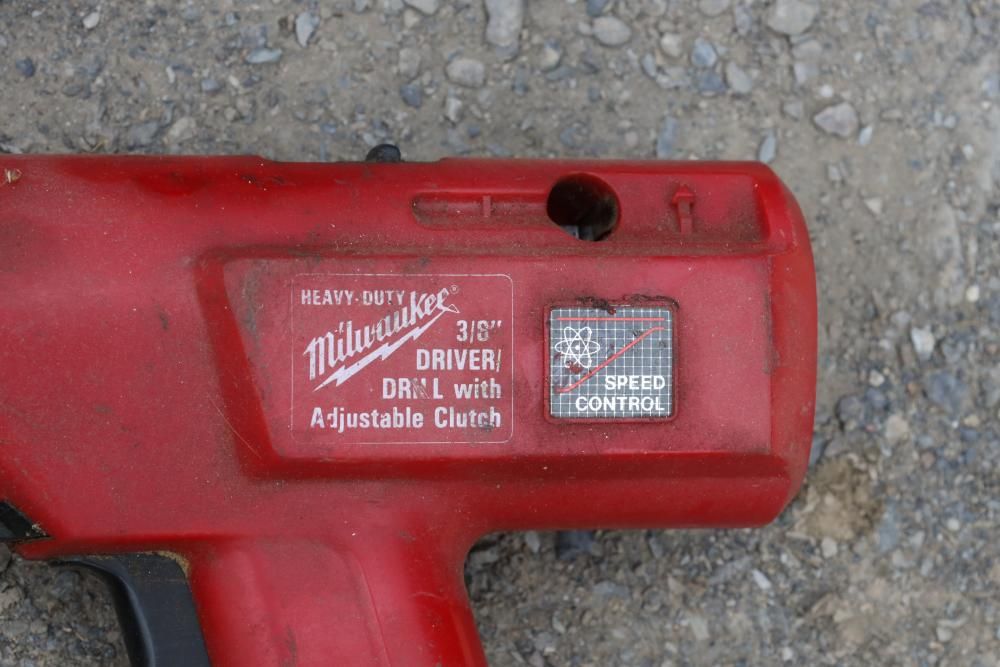 HEAVY-DUTY
Milwaukee®
3/8"
DRIVER/
DRILL with
Adjustable Clutch
SPEED
CONTROL